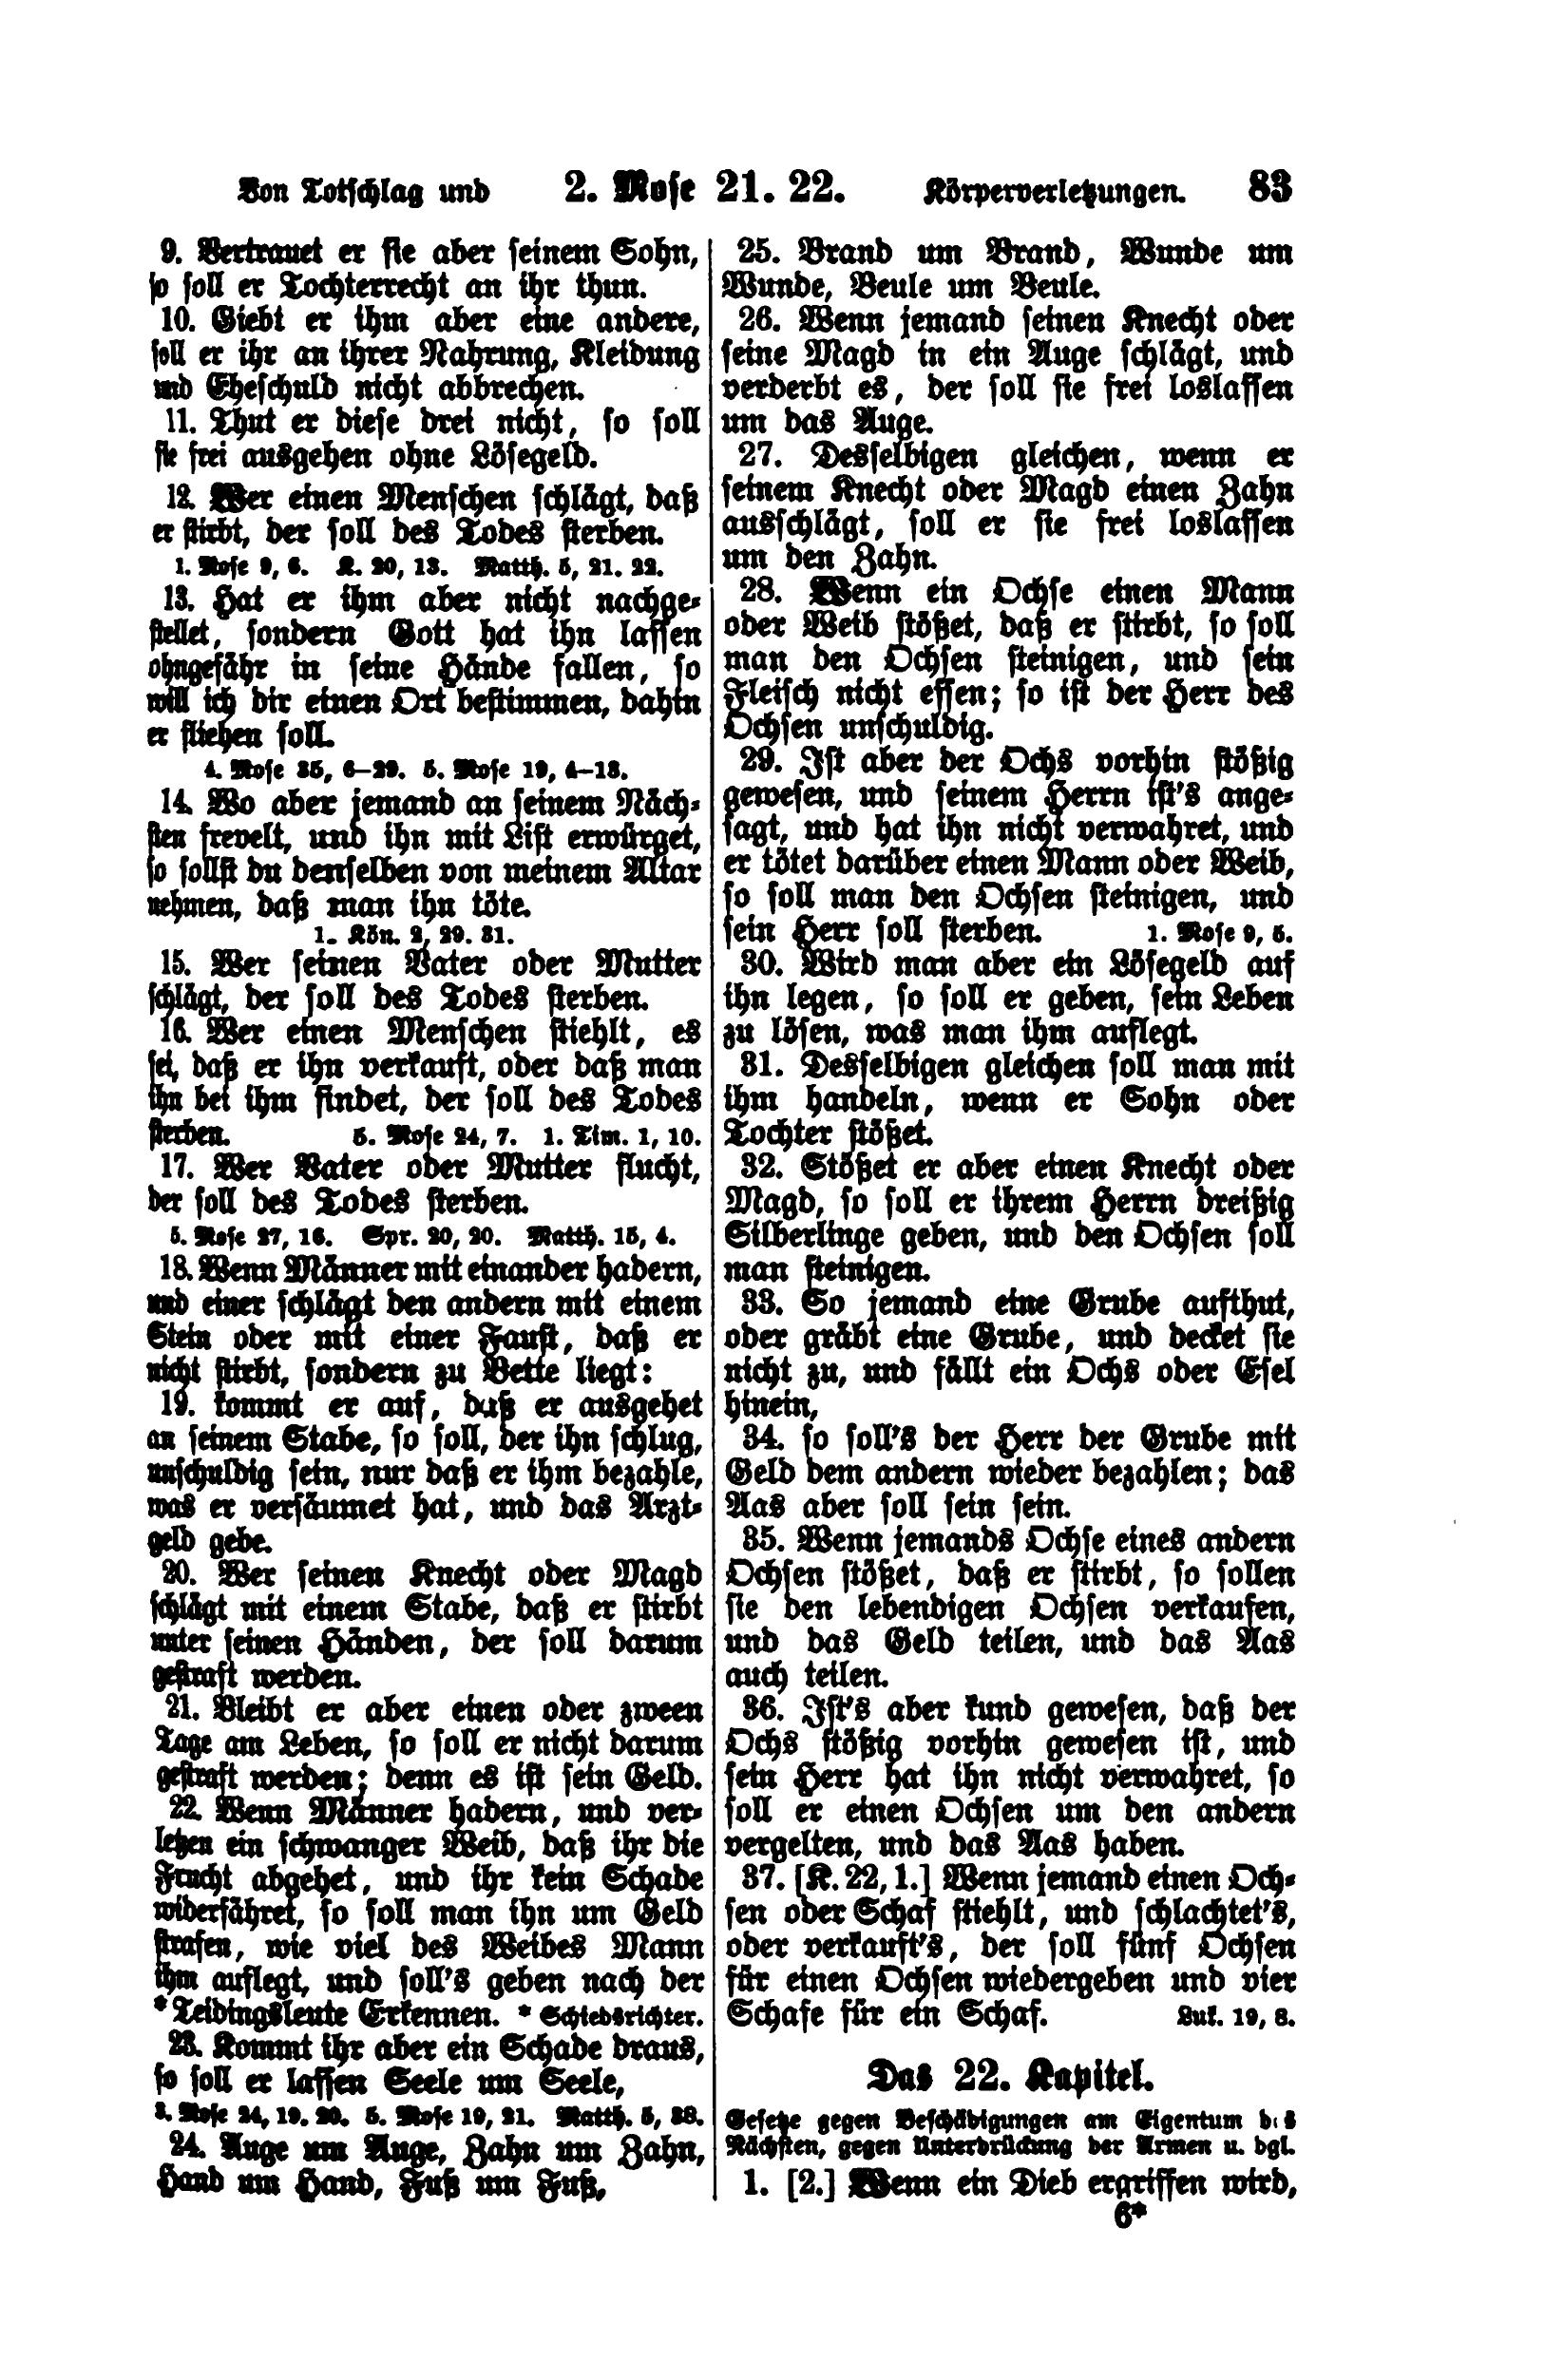 Von Totschlag und 2. Mose 21. 22. Körperverletzungen. 83
9. Vertrauet er sie aber seinem Sohn,
so soll er Tochterrecht an ihr thun.
10. Giebt er ihm aber eine andere,
soll er ihr an ihrer Nahrung, Kleidung
und Eheschuld nicht abbrechen.
11. Thut er diese drei nicht, so soll
sie frei ausgehen ohne Lösegeld.
12. Wer einen Menschen schlägt, daß
er stirbt, der soll des Todes sterben.
1. Mose 9, 6. K. 20, 13. Matth. 5, 21. 22.
13. Hat er ihm aber nicht nachge-
stellet, sondern Gott hat ihn lassen
ohngefähr in seine Hände fallen, so
will ich dir einen Ort bestimmen, dahin
er fliehen soll.
4. Mose 35, 6–29. 5. Mose 19, 4–13.
14. Wo aber jemand an seinem Näch-
sten frevelt, und ihn mit List erwürget,
so sollst du denselben von meinem Altar
nehmen, daß man ihn töte.
1. Kön. 2, 29. 31.
15. Wer seinen Vater oder Mutter
schlägt, der soll des Todes sterben.
16. Wer einen Menschen stiehlt, es
sei, daß er ihn verkauft, oder daß man
ihn bei ihm findet, der soll des Todes
sterben. 5. Mose 24, 7. 1. Tim. 1, 10.
17. Wer Vater oder Mutter flucht,
der soll des Todes sterben.
5. Mose 27, 16. Spr. 20, 20. Matth. 15, 4.
18. Wenn Männer mit einander hadern,
und einer schlägt den andern mit einem
Stein oder mit einer Faust, daß er
nicht stirbt, sondern zu Bette liegt:
19. kommt er auf, daß er ausgehet
an seinem Stabe, so soll, der ihn schlug,
unschuldig sein, nur daß er ihm bezahle,
was er versäumet hat, und das Arzt-
geld gebe.
20. Wer seinen Knecht oder Magd
schlägt mit einem Stabe, daß er stirbt
unter seinen Händen, der soll darum
gestraft werden.
21. Bleibt er aber einen oder zween
Tage am Leben, so soll er nicht darum
gestraft werden; denn es ist sein Geld.
22. Wenn Männer hadern, und ver-
letzen ein schwanger Weib, daß ihr die
Frucht abgehet, und ihr kein Schade
widerfähret, so soll man ihn um Geld
strafen, wie viel des Weibes Mann
ihm auflegt, und soll's geben nach der
*Teidingsleute Erkennen. * Schiedsrichter.
23. Kommt ihr aber ein Schade draus,
so soll er lassen Seele um Seele,
3. Mose 24, 19. 20. 5. Mose 19, 21. Matth. 5, 38.
24. Auge um Auge, Zahn um Zahn,
Hand um Hand, Fuß um Fuß,
25. Brand um Brand, Wunde um
Wunde, Beule um Beule.
26. Wenn jemand seinen Knecht oder
seine Magd in ein Auge schlägt, und
verderbt es, der soll sie frei loslassen
um das Auge.
27. Desselbigen gleichen, wenn er
seinem Knecht oder Magd einen Zahn
ausschlägt, soll er sie frei loslassen
um den Zahn.
28. Wenn ein Ochse einen Mann
oder Weib stößet, daß er stirbt, so soll
man den Ochsen steinigen, und sein
Fleisch nicht essen; so ist der Herr des
Ochsen unschuldig.
29. Ist aber der Ochs vorhin stößig
gewesen, und seinem Herrn ist's ange-
sagt, und hat ihn nicht verwahret, und
er tötet darüber einen Mann oder Weib,
so soll man den Ochsen steinigen, und
sein Herr soll sterben. 1. Mose 9, 5.
30. Wird man aber ein Lösegeld auf
ihn legen, so soll er geben, sein Leben
zu lösen, was man ihm auflegt.
31. Desselbigen gleichen soll man mit
ihm handeln, wenn er Sohn oder
Tochter stößet.
32. Stößet er aber einen Knecht oder
Magd, so soll er ihrem Herrn dreißig
Silberlinge geben, und den Ochsen soll
man steinigen.
33. So jemand eine Grube aufthut,
oder gräbt eine Grube, und decket sie
nicht zu, und fällt ein Ochs oder Esel
hinein,
34. so soll's der Herr der Grube mit
Geld dem andern wieder bezahlen; das
Aas aber soll sein sein.
35. Wenn jemands Ochse eines andern
Ochsen stößet, daß er stirbt, so sollen
sie den lebendigen Ochsen verkaufen,
und das Geld teilen, und das Aas
auch teilen.
36. Ist's aber kund gewesen, daß der
Ochs stößig vorhin gewesen ist, und
sein Herr hat ihn nicht verwahret, so
soll er einen Ochsen um den andern
vergelten, und das Aas haben.
37. [K. 22, 1.] Wenn jemand einen Och-
sen oder Schaf stiehlt, und schlachtet's,
oder verkauft's, der soll fünf Ochsen
für einen Ochsen wiedergeben und vier
Schafe für ein Schaf. Luk. 19, 8.
Das 22. Kapitel.
Gesetze gegen Beschädigungen am Eigentum des
Nächsten, gegen Unterdrückung der Armen u. dgl.
1. [2.] Wenn ein Dieb ergriffen wird,
6*